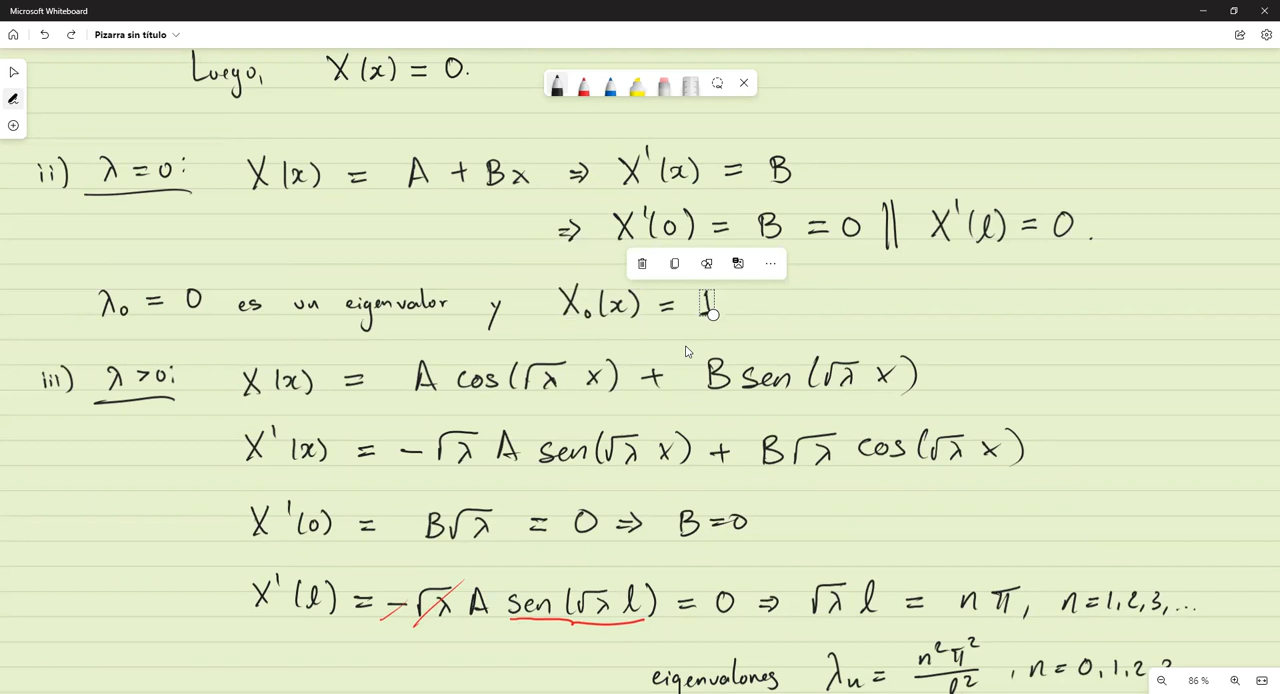 Microsoft Whiteboard
Pizarra sin título
Luego, X(x) = 0.
ii) λ = 0: X(x) = A + Bx ⇒ X'(x) = B
⇒ X'(0) = B = 0 || X'(l) = 0.
λ₀ = 0 es un eigenvalor y X₀(x) = 1
iii) λ > 0: X(x) = A cos(√λ x) + B sen(√λ x)
X'(x) = -√λ A sen(√λ x) + B√λ cos(√λ x)
X'(0) = B√λ = 0 ⇒ B = 0
X'(l) = -√λ A sen(√λ l) = 0 ⇒ √λ l = nπ, n = 1, 2, 3, ...
eigenvalores λₙ = n²π²/l², n = 0, 1, 2,
86 %